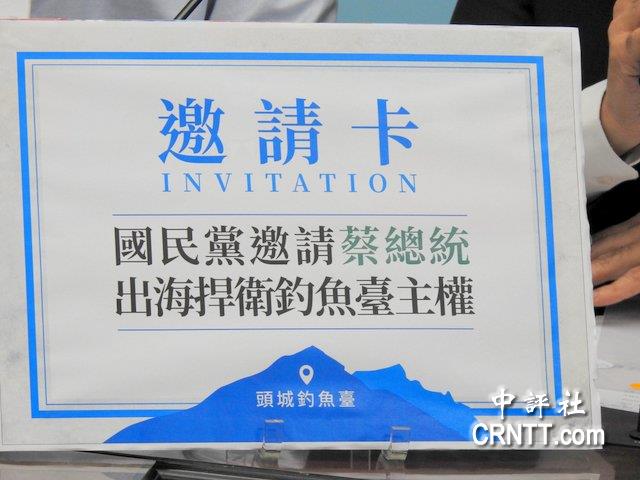 邀請卡
INVITATION
國民黨邀請蔡總統
出海捍衛釣魚臺主權
頭城釣魚臺
中評社
CRNTT.com